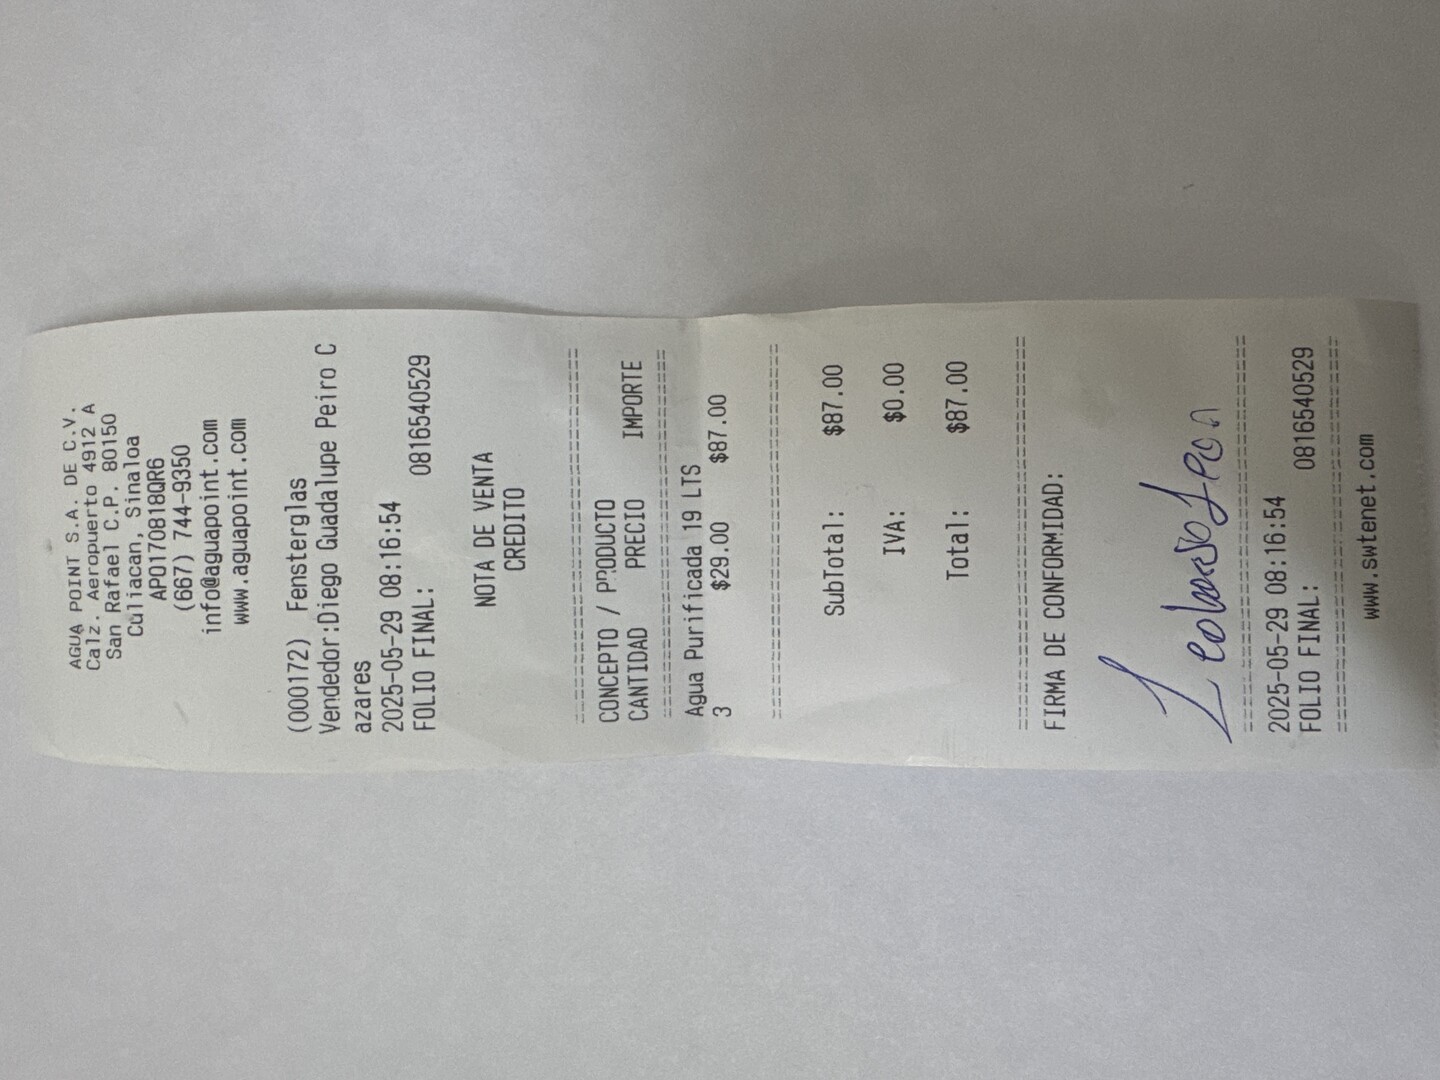 AGUA POINT S.A. DE C.V.
Calz. Aeropuerto 4912 A
San Rafael C.P. 80150
Culiacan, Sinaloa
APO170818QR6
(667) 744-9350
info@aguapoint.com
www.aguapoint.com
(000172) Fensterglas
Vendedor:Diego Guadalupe Peiro C
azares
2025-05-29 08:16:54
FOLIO FINAL: 0816540529
NOTA DE VENTA
CREDITO
================================
CONCEPTO / PRODUCTO
CANTIDAD PRECIO IMPORTE
================================
Agua Purificada 19 LTS
3 $29.00 $87.00
================================
SubTotal: $87.00
IVA: $0.00
Total: $87.00
================================
FIRMA DE CONFORMIDAD:
================================
2025-05-29 08:16:54
FOLIO FINAL: 0816540529
================================
www.swtenet.com